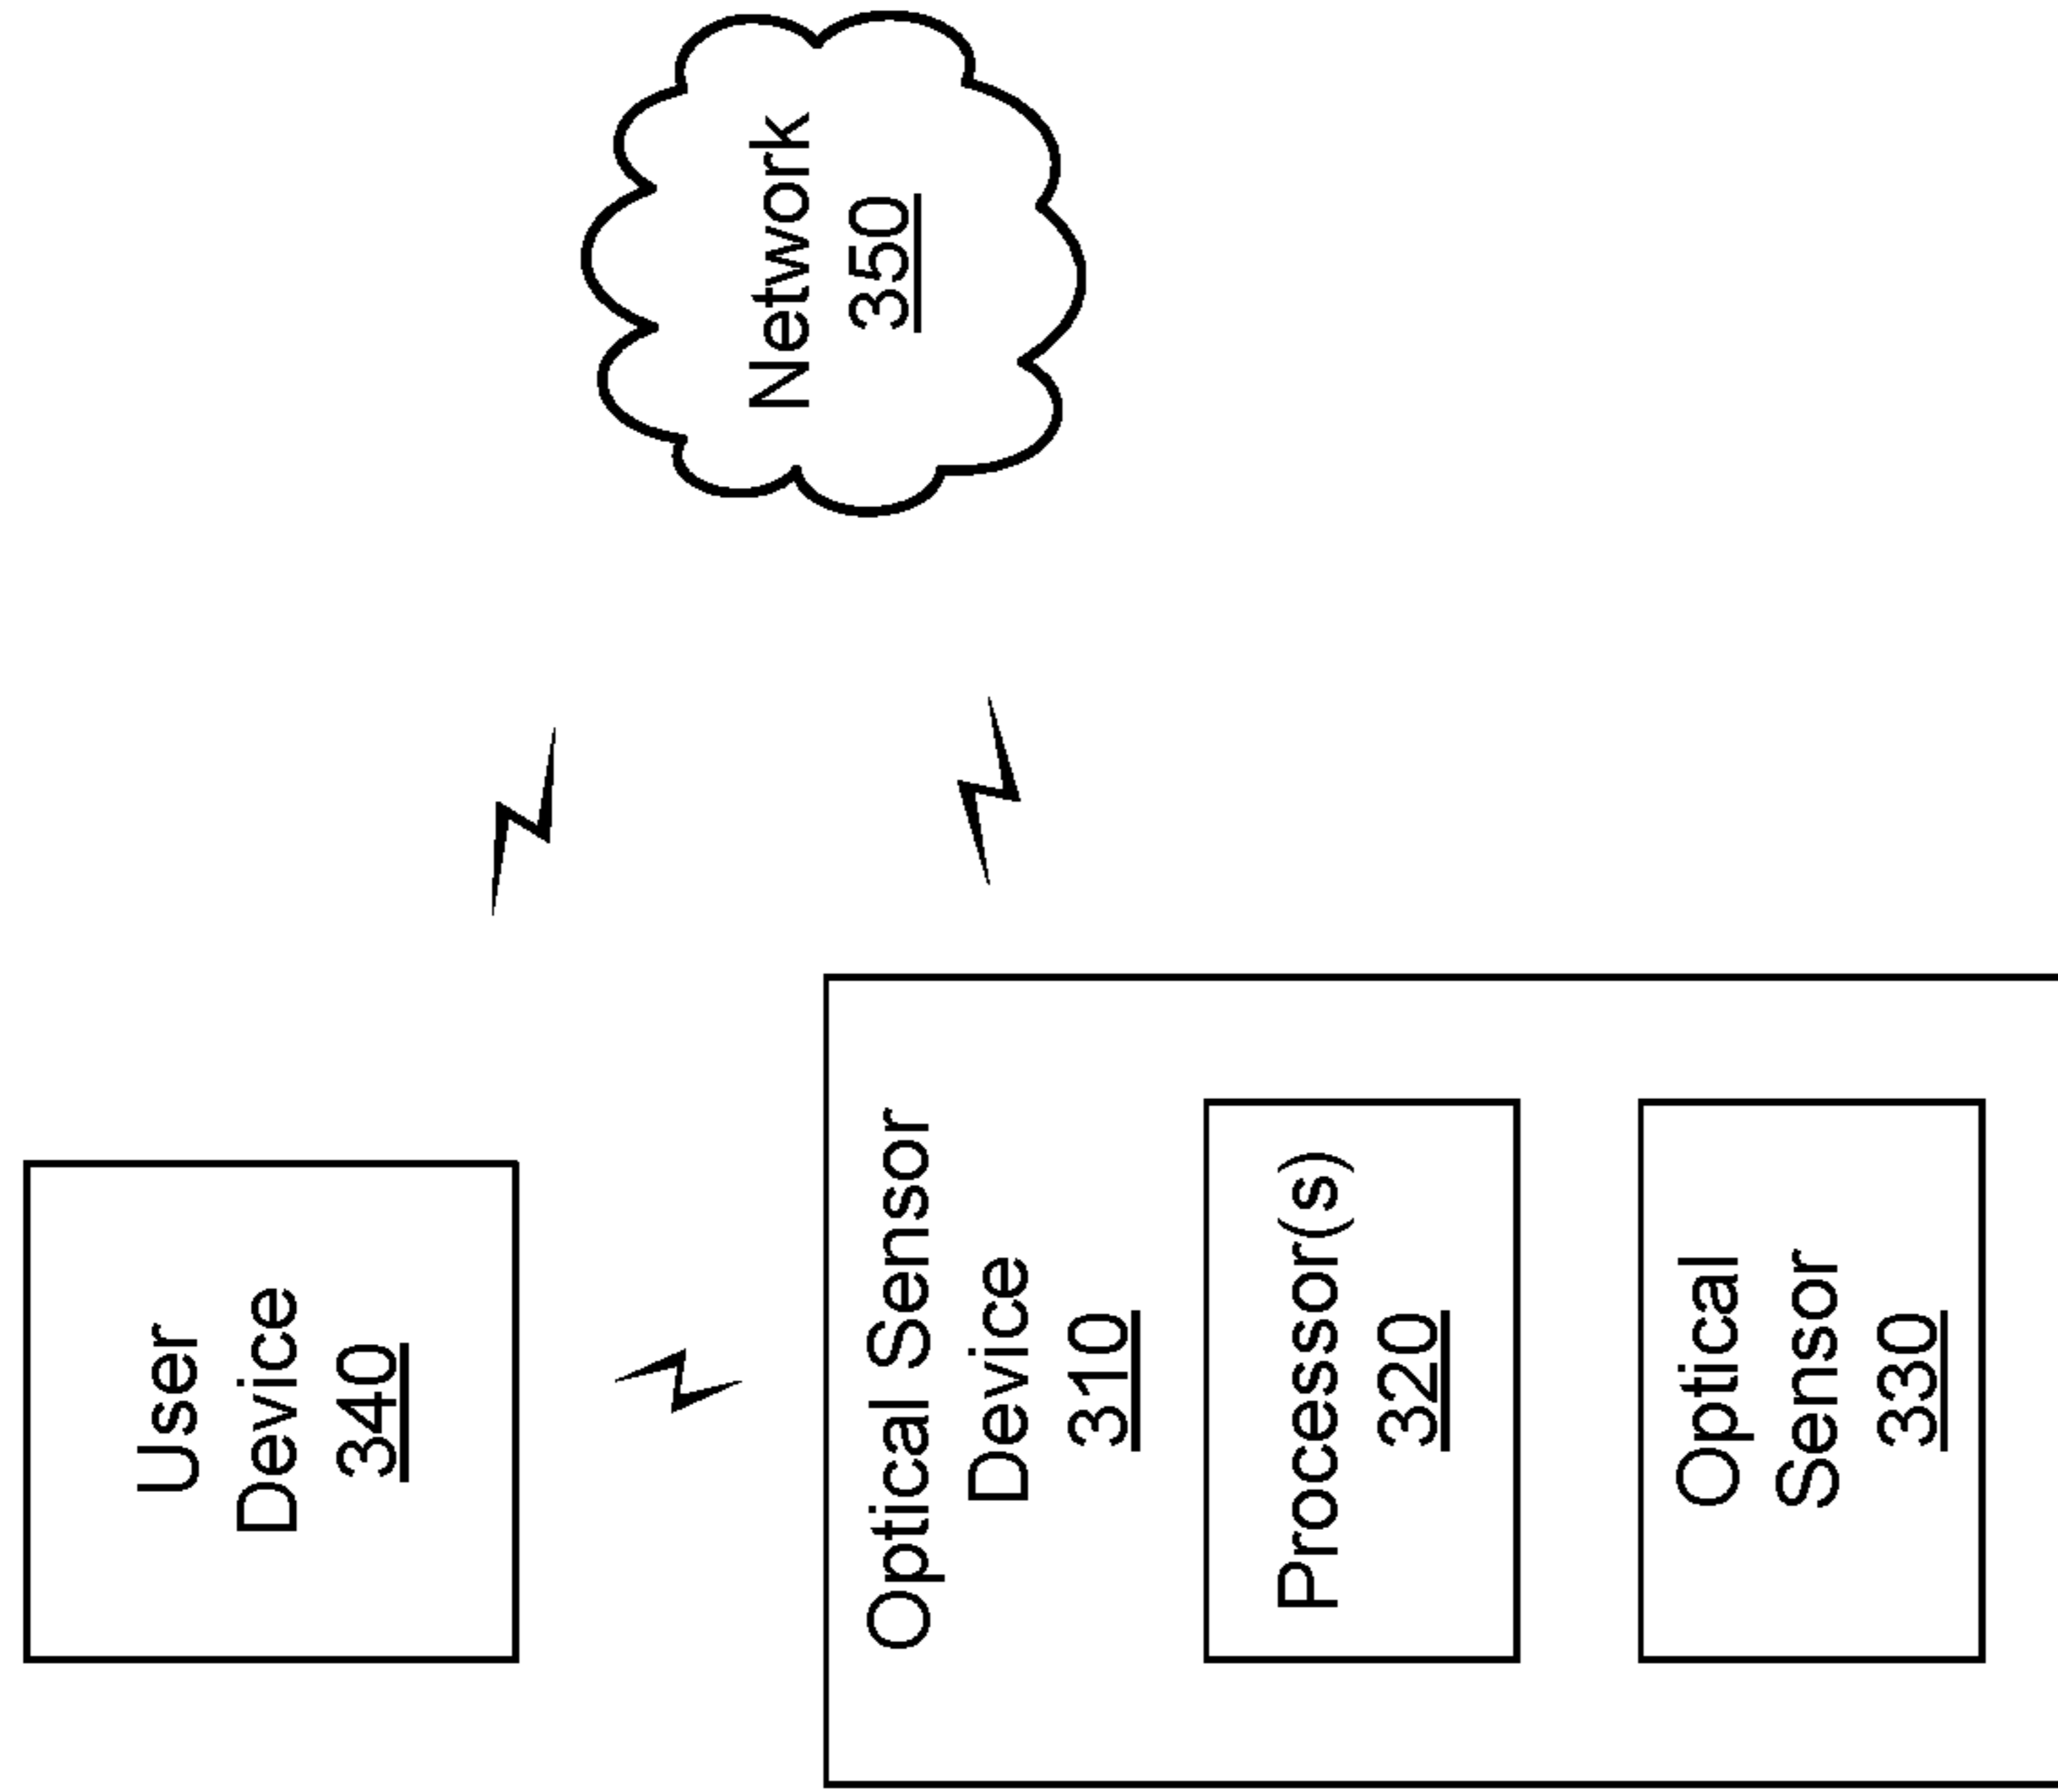 User
Device
340
Optical Sensor
Device
310
Processor(s)
320
Optical
Sensor
330
Network
350